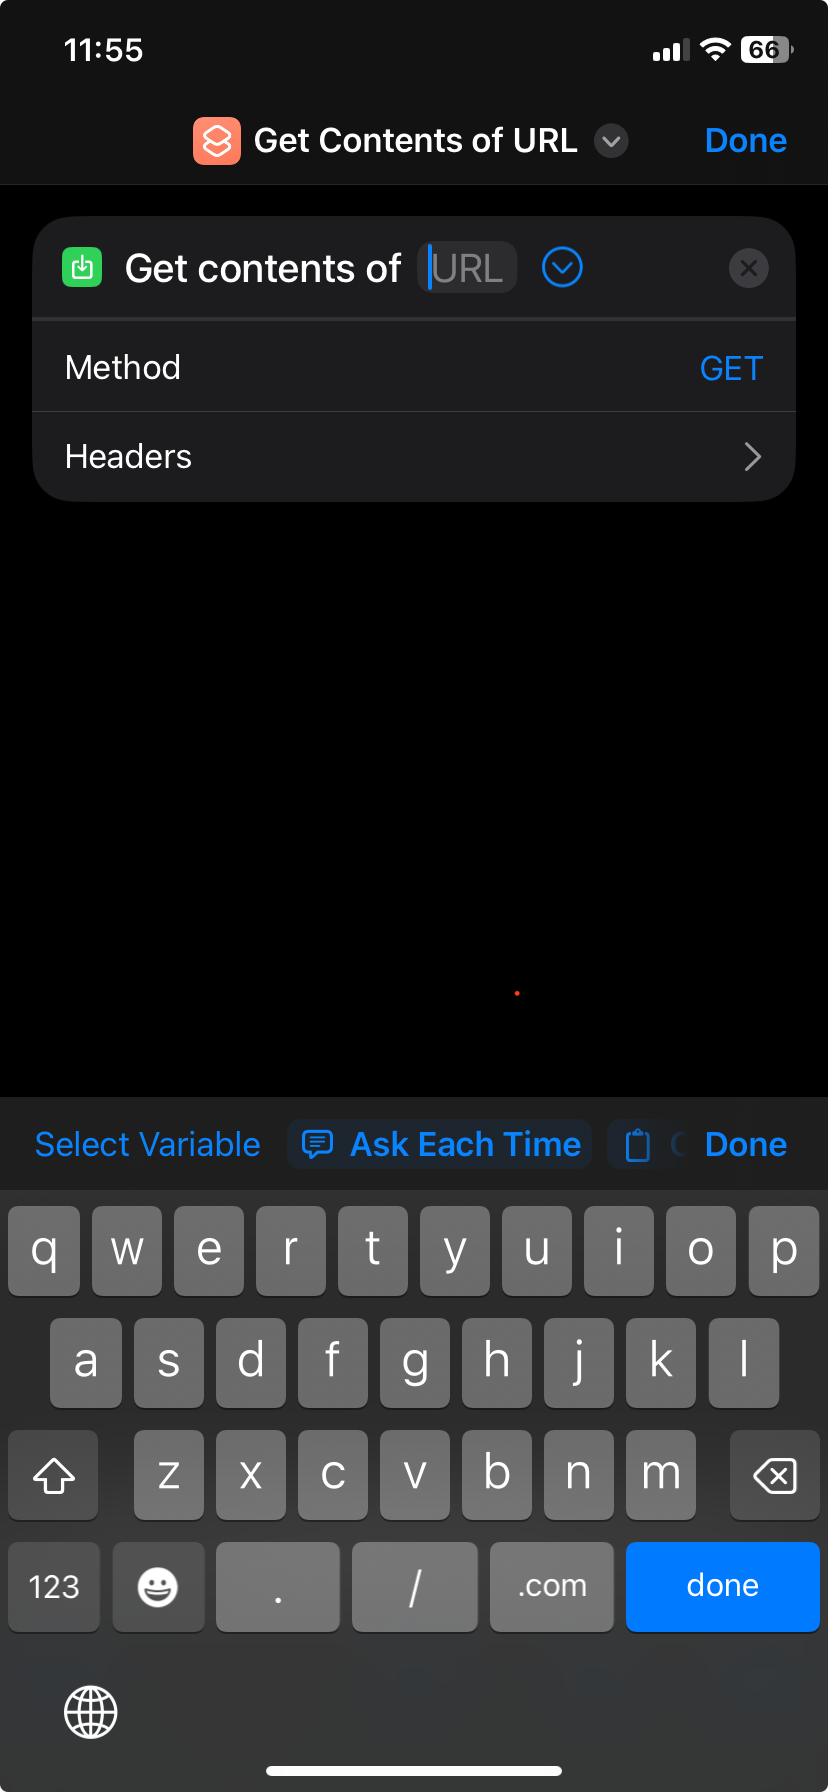 11:55
66
Get Contents of URL
Done
Get contents of URL
Method
GET
Headers
Select Variable
Ask Each Time
Done
q w e r t y u i o p
a s d f g h j k l
z x c v b n m
123
.
/
.com
done